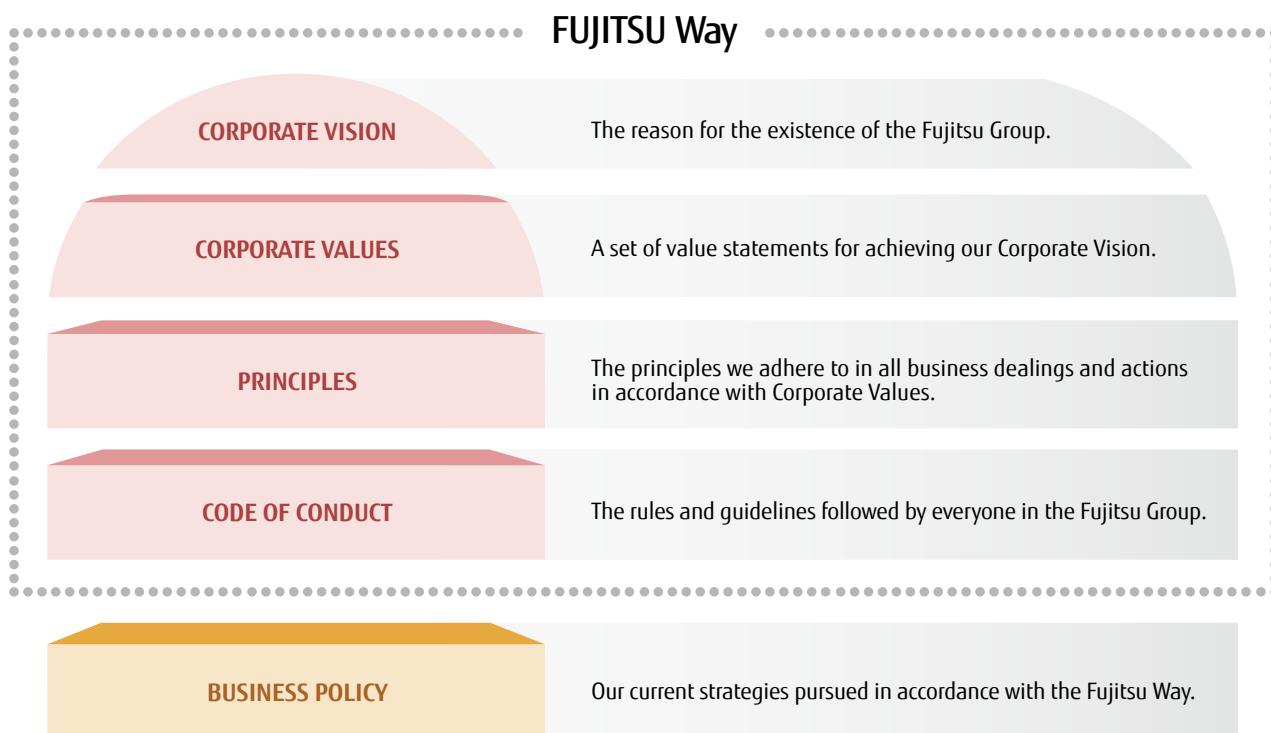 FUJITSU Way
CORPORATE VISION
The reason for the existence of the Fujitsu Group.
CORPORATE VALUES
A set of value statements for achieving our Corporate Vision.
PRINCIPLES
The principles we adhere to in all business dealings and actions
in accordance with Corporate Values.
CODE OF CONDUCT
The rules and guidelines followed by everyone in the Fujitsu Group.
BUSINESS POLICY
Our current strategies pursued in accordance with the Fujitsu Way.